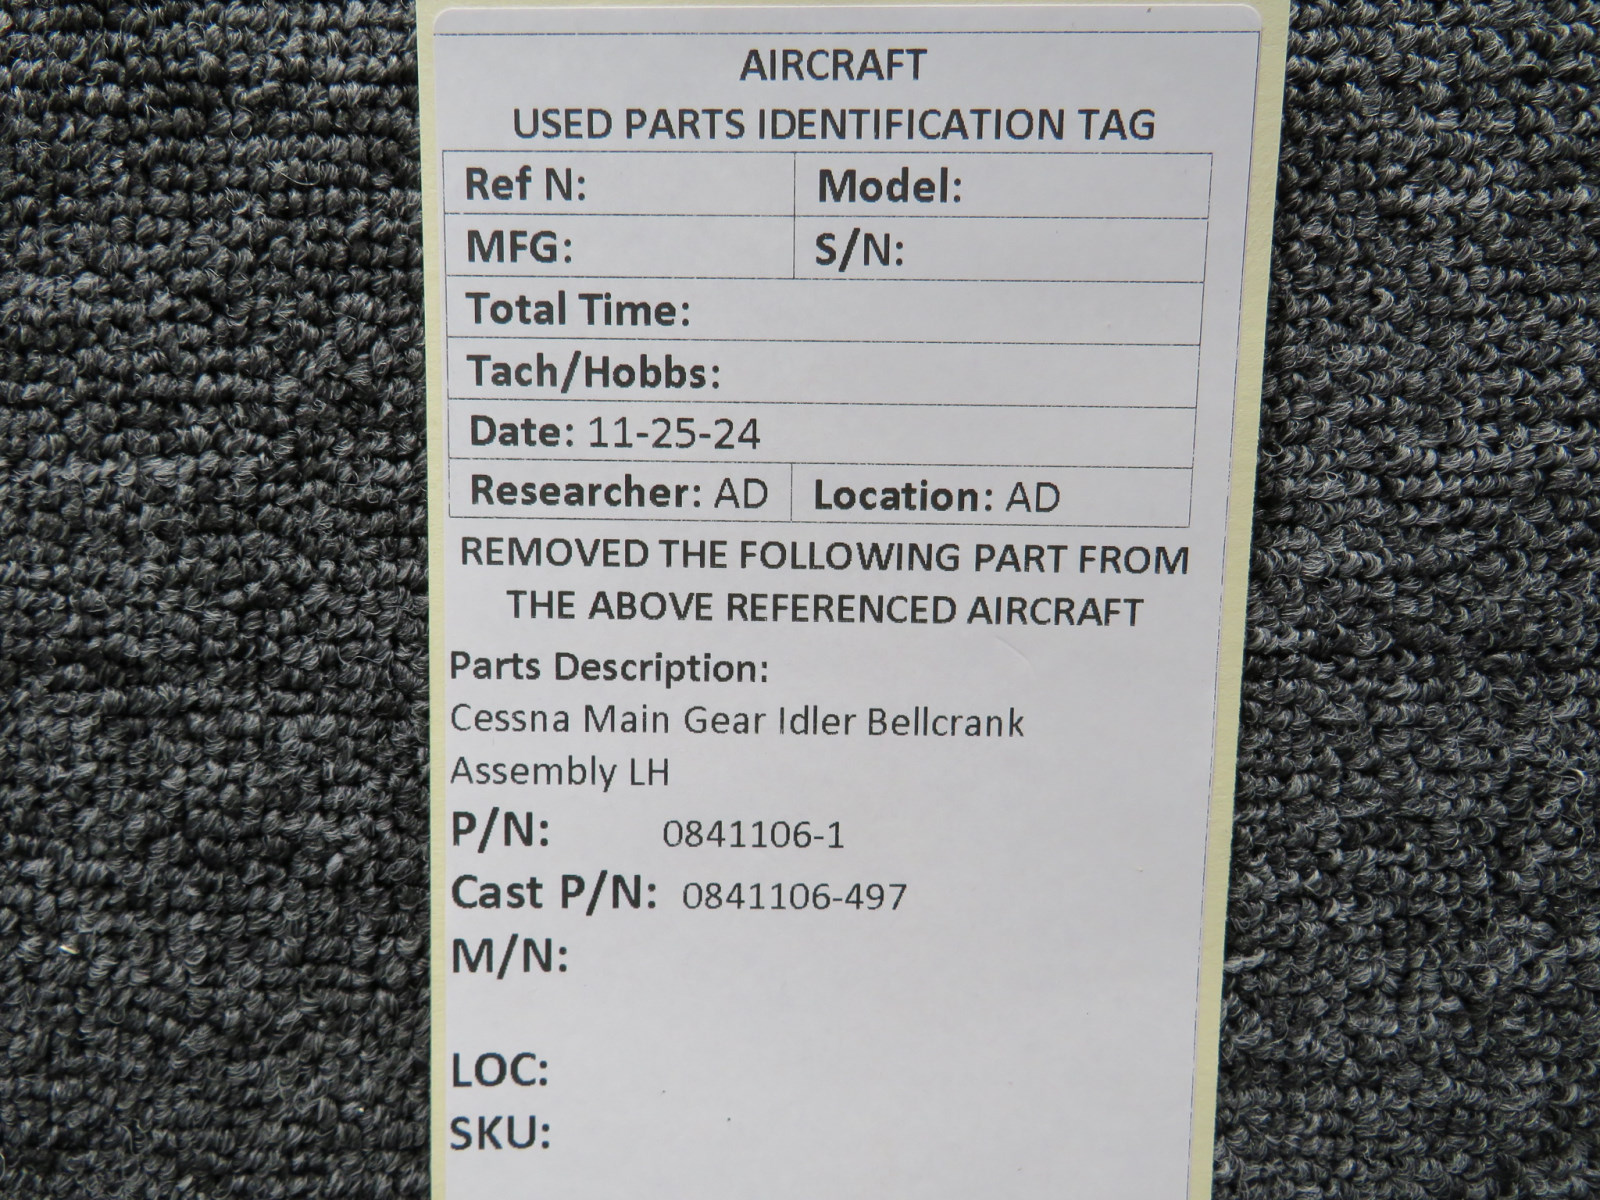 AIRCRAFT
USED PARTS IDENTIFICATION TAG
Ref N: Model:
MFG: S/N:
Total Time:
Tach/Hobbs:
Date: 11-25-24
Researcher: AD Location: AD
REMOVED THE FOLLOWING PART FROM
THE ABOVE REFERENCED AIRCRAFT
Parts Description:
Cessna Main Gear Idler Bellcrank
Assembly LH
P/N: 0841106-1
Cast P/N: 0841106-497
M/N:
LOC:
SKU: